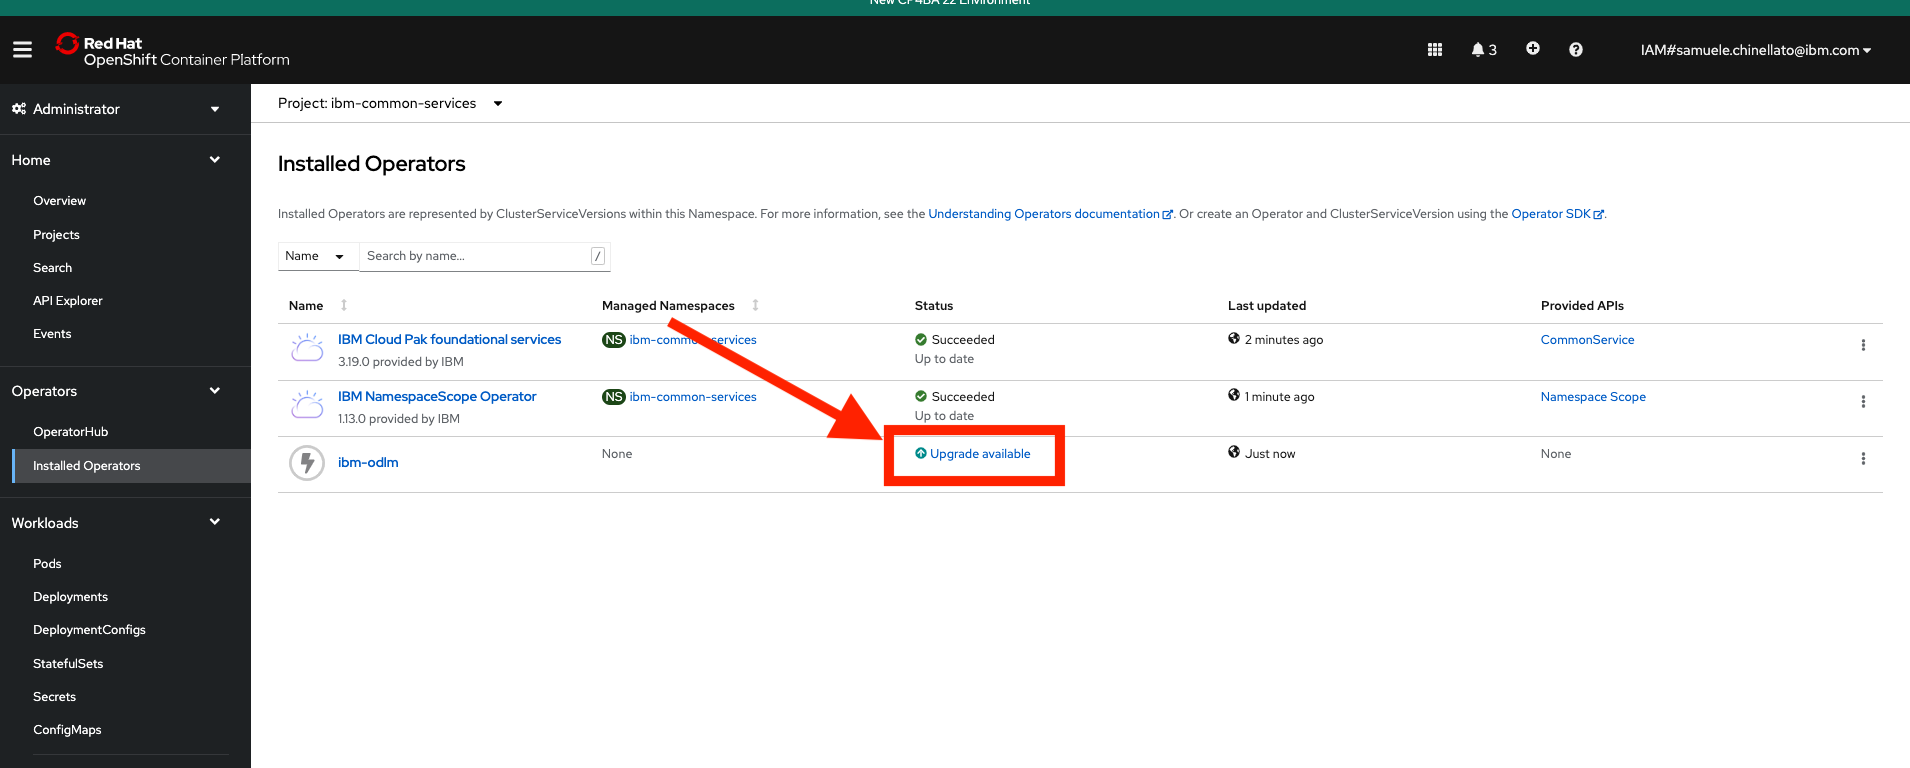 New CP4BA 22 Environment
Red Hat
OpenShift Container Platform
3
IAM#samuele.chinellato@ibm.com
Administrator
Project: ibm-common-services
Home
Overview
Projects
Search
API Explorer
Events
Operators
OperatorHub
Installed Operators
Workloads
Pods
Deployments
DeploymentConfigs
StatefulSets
Secrets
ConfigMaps
Installed Operators
Installed Operators are represented by ClusterServiceVersions within this Namespace. For more information, see the Understanding Operators documentation. Or create an Operator and ClusterServiceVersion using the Operator SDK.
Name Search by name... /
Name Managed Namespaces Status Last updated Provided APIs
IBM Cloud Pak foundational services NS ibm-common-services Succeeded 2 minutes ago CommonService
3.19.0 provided by IBM Up to date
IBM NamespaceScope Operator NS ibm-common-services Succeeded 1 minute ago Namespace Scope
1.13.0 provided by IBM Up to date
ibm-odlm None Upgrade available Just now None